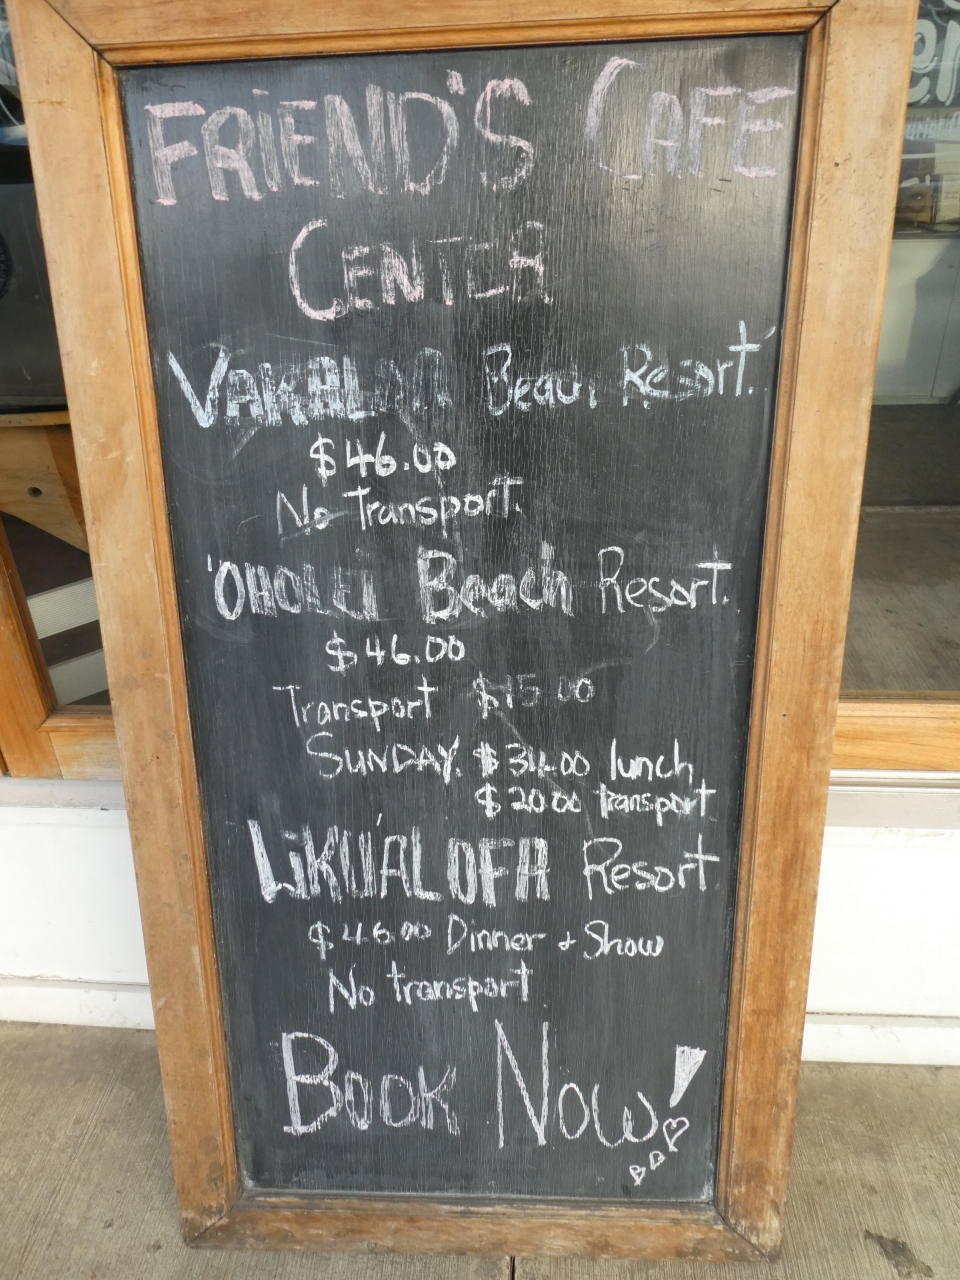 FRiEND'S CAFE
CENTER
VAKALOA Beach Resort.
$46.00
No Transport.
'OHOLEI Beach Resort.
$46.00
Transport $15.00
SUNDAY. $34.00 lunch
$20.00 transport
LiKU'ALOFA Resort
$46.00 Dinner + Show
No transport
BOOK NOW!